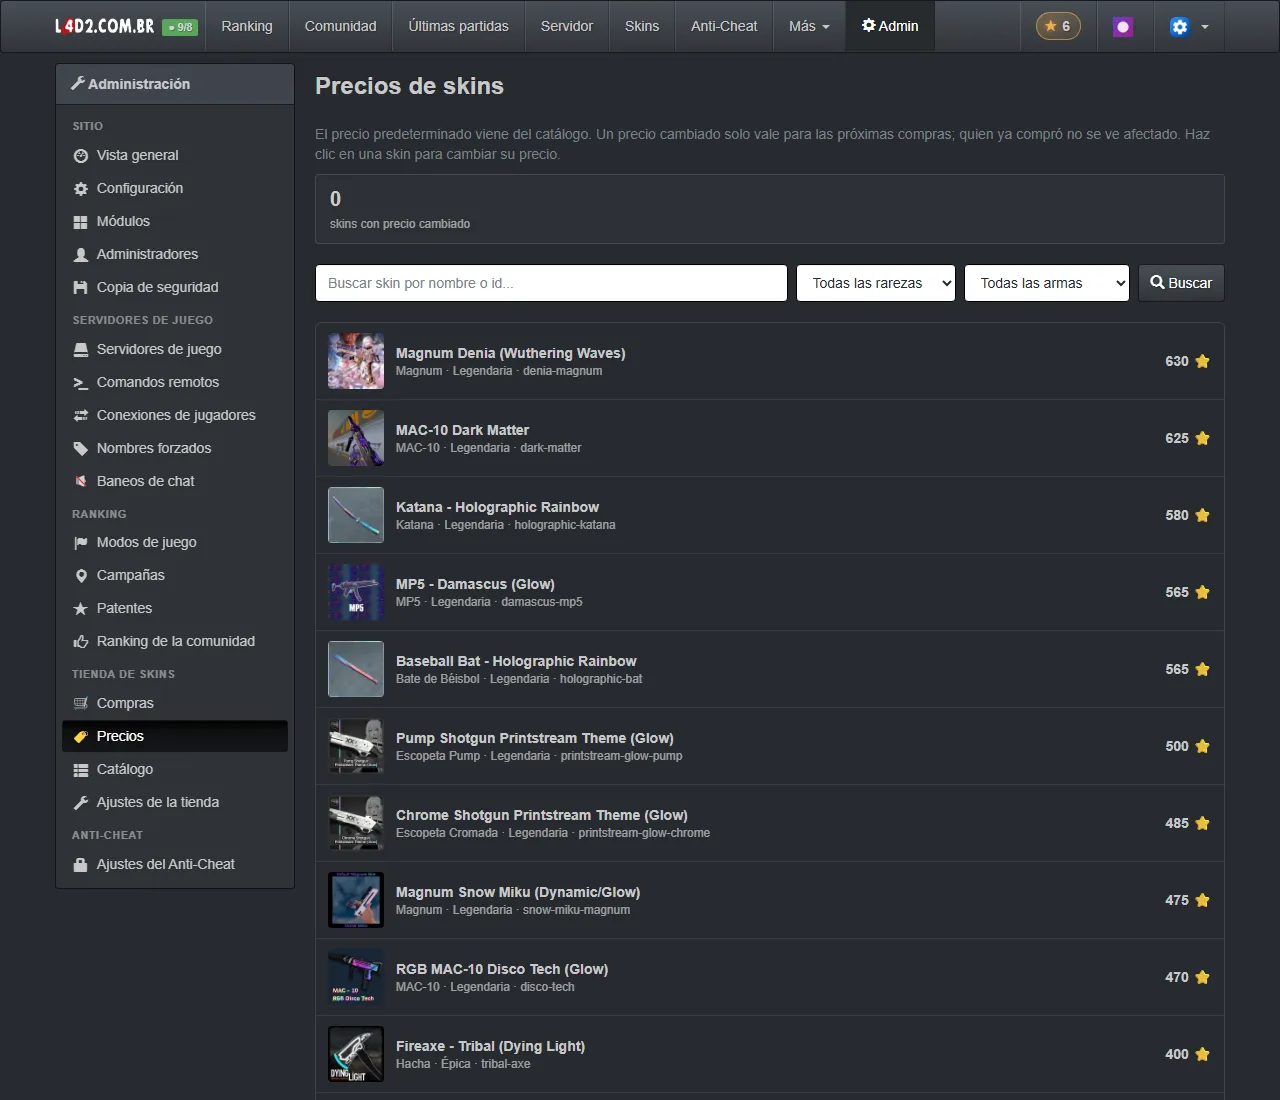 L4D2.COM.BR
9/8
Ranking
Comunidad
Últimas partidas
Servidor
Skins
Anti-Cheat
Más
Admin
6
Administración
SITIO
Vista general
Configuración
Módulos
Administradores
Copia de seguridad
SERVIDORES DE JUEGO
Servidores de juego
Comandos remotos
Conexiones de jugadores
Nombres forzados
Baneos de chat
RANKING
Modos de juego
Campañas
Patentes
Ranking de la comunidad
TIENDA DE SKINS
Compras
Precios
Catálogo
Ajustes de la tienda
ANTI-CHEAT
Ajustes del Anti-Cheat
Precios de skins
El precio predeterminado viene del catálogo. Un precio cambiado solo vale para las próximas compras; quien ya compró no se ve afectado. Haz
clic en una skin para cambiar su precio.
0
skins con precio cambiado
Buscar skin por nombre o id...
Todas las rarezas
Todas las armas
Buscar
Magnum Denia (Wuthering Waves)
Magnum · Legendaria · denia-magnum
630
MAC-10 Dark Matter
MAC-10 · Legendaria · dark-matter
625
Katana - Holographic Rainbow
Katana · Legendaria · holographic-katana
580
MP5
MP5 - Damascus (Glow)
MP5 · Legendaria · damascus-mp5
565
Baseball Bat - Holographic Rainbow
Bate de Béisbol · Legendaria · holographic-bat
565
Pump Shotgun Printstream Theme (Glow)
Escopeta Pump · Legendaria · printstream-glow-pump
500
Chrome Shotgun Printstream Theme (Glow)
Escopeta Cromada · Legendaria · printstream-glow-chrome
485
Magnum Snow Miku (Dynamic/Glow)
Magnum · Legendaria · snow-miku-magnum
475
MAC - 10
RGB Disco Tech
RGB MAC-10 Disco Tech (Glow)
MAC-10 · Legendaria · disco-tech
470
DYING LIGHT
Fireaxe - Tribal (Dying Light)
Hacha · Épica · tribal-axe
400